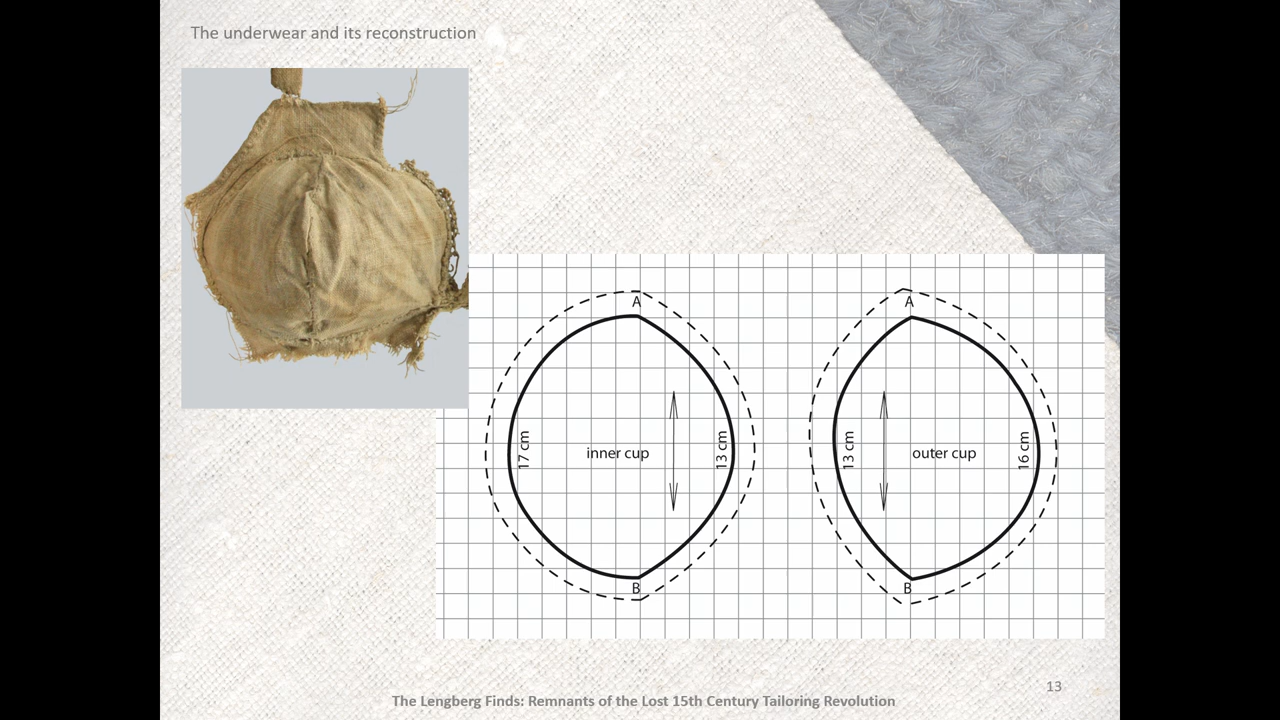 The underwear and its reconstruction
A
A
17 cm
inner cup
13 cm
13 cm
outer cup
16 cm
B
B
13
The Lengberg Finds: Remnants of the Lost 15th Century Tailoring Revolution